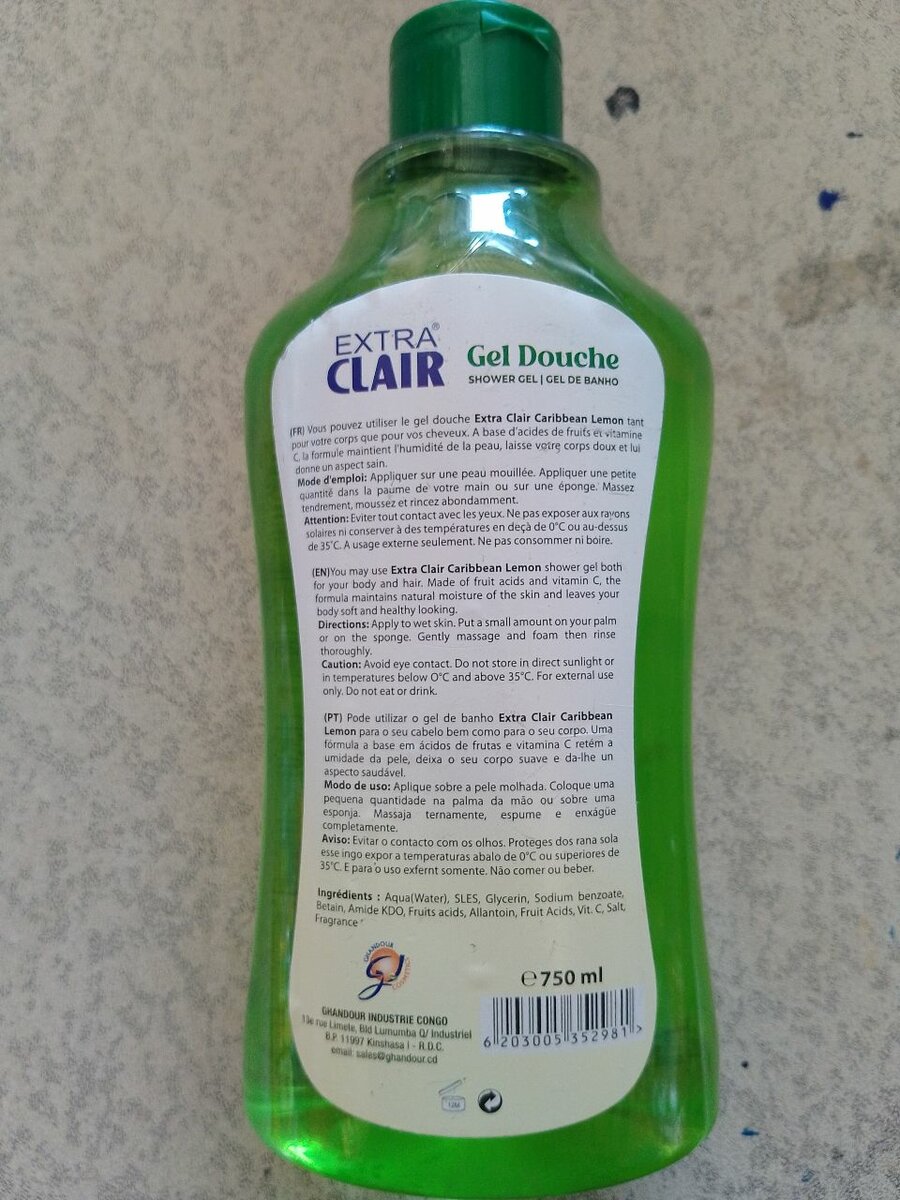 EXTRA®
CLAIR
Gel Douche
SHOWER GEL | GEL DE BANHO
(FR) Vous pouvez utiliser le gel douche Extra Clair Caribbean Lemon tant
pour votre corps que pour vos cheveux. A base d'acides de fruits et vitamine
C, la formule maintient l'humidité de la peau, laisse votre corps doux et lui
donne un aspect sain.
Mode d'emploi: Appliquer sur une peau mouillée. Appliquer une petite
quantité dans la paume de votre main ou sur une éponge. Massez
tendrement, moussez et rincez abondamment.
Attention: Eviter tout contact avec les yeux. Ne pas exposer aux rayons
solaires ni conserver à des températures en deçà de 0°C ou au-dessus
de 35°C. A usage externe seulement. Ne pas consommer ni boire.
(EN)You may use Extra Clair Caribbean Lemon shower gel both
for your body and hair. Made of fruit acids and vitamin C, the
formula maintains natural moisture of the skin and leaves your
body soft and healthy looking.
Directions: Apply to wet skin. Put a small amount on your palm
or on the sponge. Gently massage and foam then rinse
thoroughly.
Caution: Avoid eye contact. Do not store in direct sunlight or
in temperatures below O°C and above 35°C. For external use
only. Do not eat or drink.
(PT) Pode utilizar o gel de banho Extra Clair Caribbean
Lemon para o seu cabelo bem como para o seu corpo. Uma
fórmula a base em ácidos de frutas e vitamina C retém a
umidade da pele, deixa o seu corpo suave e da-lhe un
aspecto saudável.
Modo de uso: Aplique sobre a pele molhada. Coloque uma
pequena quantidade na palma da mão ou sobre uma
esponja. Massaja ternamente, espume e enxágüe
completamente.
Aviso: Evitar o contacto com os olhos. Proteges dos rana sola
esse ingo expor a temperaturas abalo de 0°C ou superiores de
35°C. E para o uso exfernt somente. Não comer ou beber.
Ingrédients : Aqua(Water), SLES, Glycerin, Sodium benzoate,
Betain, Amide KDO, Fruits acids, Allantoin, Fruit Acids, Vit. C, Salt,
Fragrance
GHANDOUR
COSMETICS
℮ 750 ml
GHANDOUR INDUSTRIE CONGO
13e rue Limete, Bld Lumumba Q/ Industriel
B.P. 11997 Kinshasa I - R.D.C.
email: sales@ghandour.cd
6 203005 352981 >
12M